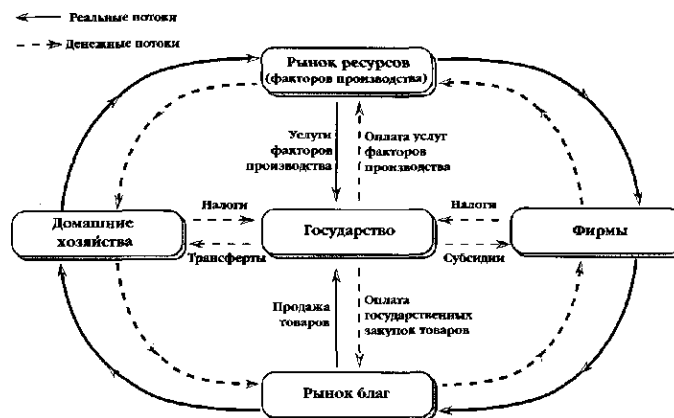 Реальные потоки
Денежные потоки
Рынок ресурсов
(факторов производства)
Услуги
факторов
производства
Оплата услуг
факторов
производства
Налоги
Налоги
Домашние
хозяйства
Государство
Фирмы
Трансферты
Субсидии
Продажа
товаров
Оплата
государственных
закупок товаров
Рынок благ